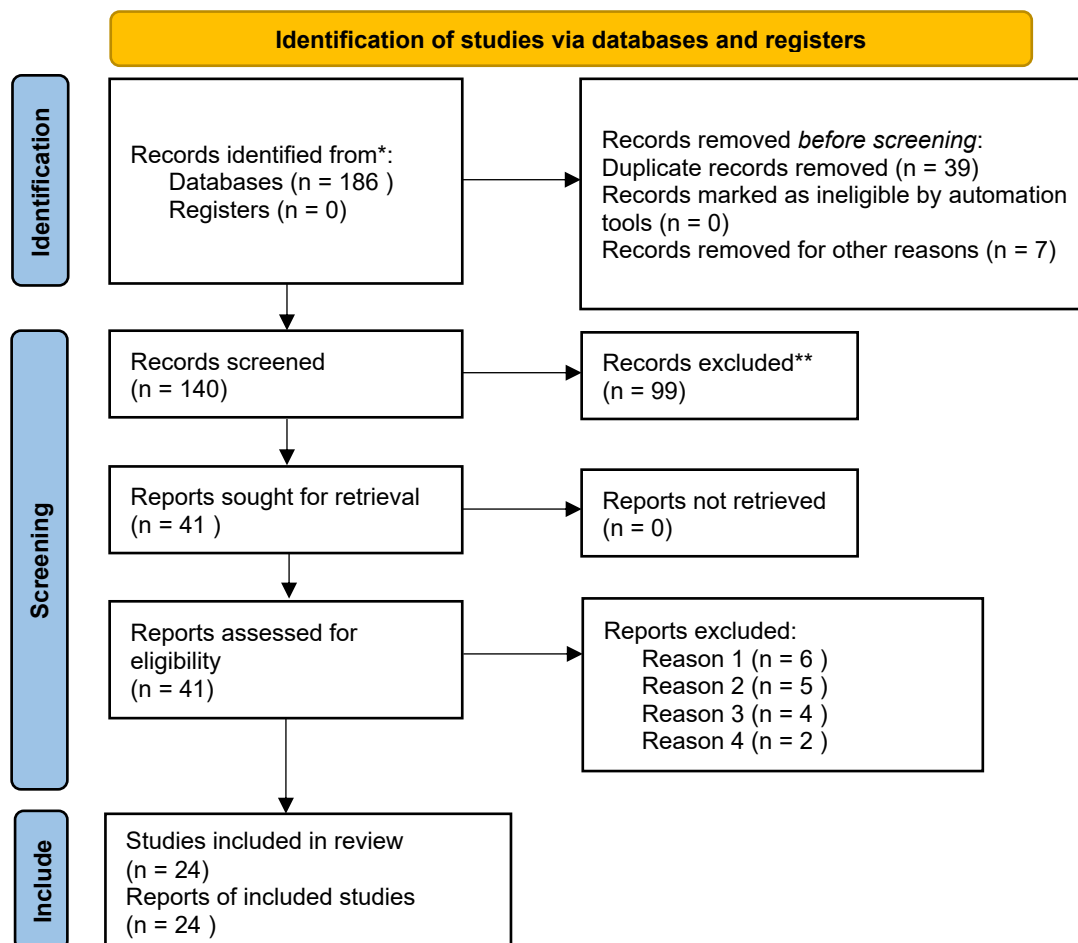 Identification of studies via databases and registers
Identification
Records identified from*:
Databases (n = 186 )
Registers (n = 0)
Records removed before screening:
Duplicate records removed (n = 39)
Records marked as ineligible by automation
tools (n = 0)
Records removed for other reasons (n = 7)
Screening
Records screened
(n = 140)
Records excluded**
(n = 99)
Reports sought for retrieval
(n = 41 )
Reports not retrieved
(n = 0)
Reports assessed for
eligibility
(n = 41)
Reports excluded:
Reason 1 (n = 6 )
Reason 2 (n = 5 )
Reason 3 (n = 4 )
Reason 4 (n = 2 )
Include
Studies included in review
(n = 24)
Reports of included studies
(n = 24 )